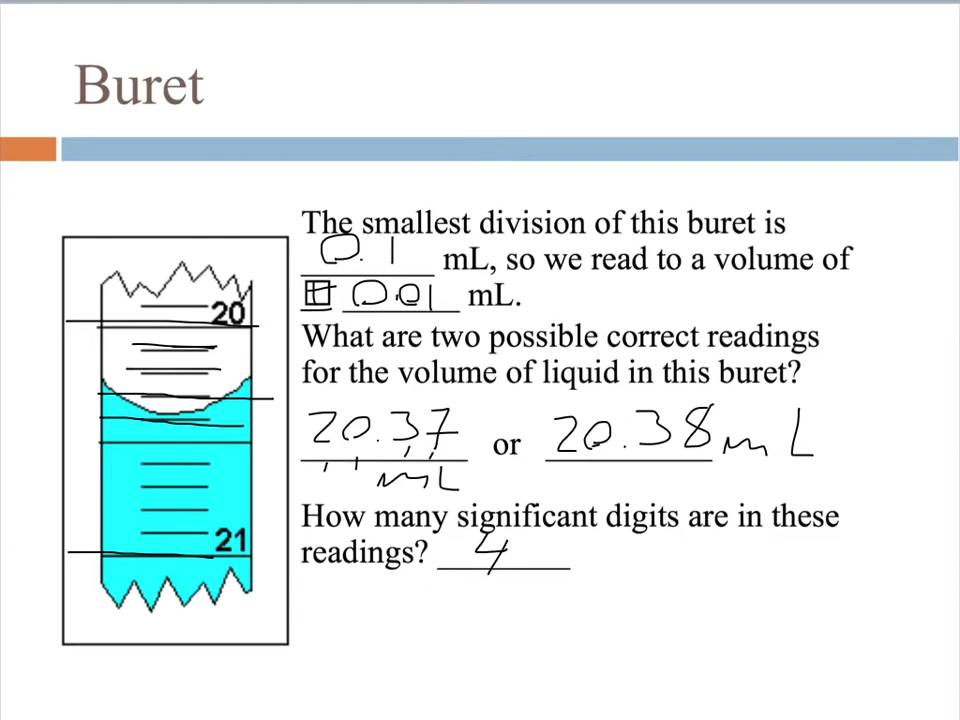 Buret
The smallest division of this buret is
0.1 mL, so we read to a volume of
± 0.01 mL.
What are two possible correct readings
for the volume of liquid in this buret?
20.37 or 20.38 mL
mL
How many significant digits are in these
readings? 4
20
21